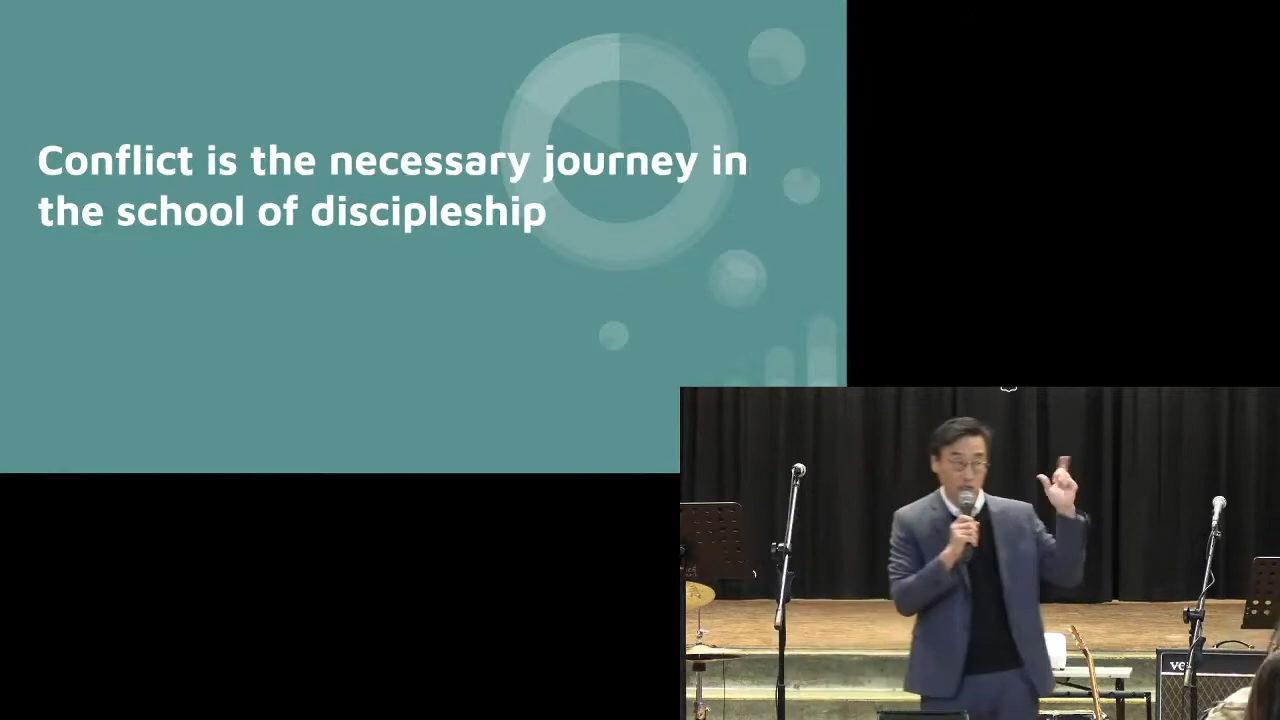 Conflict is the necessary journey in
the school of discipleship